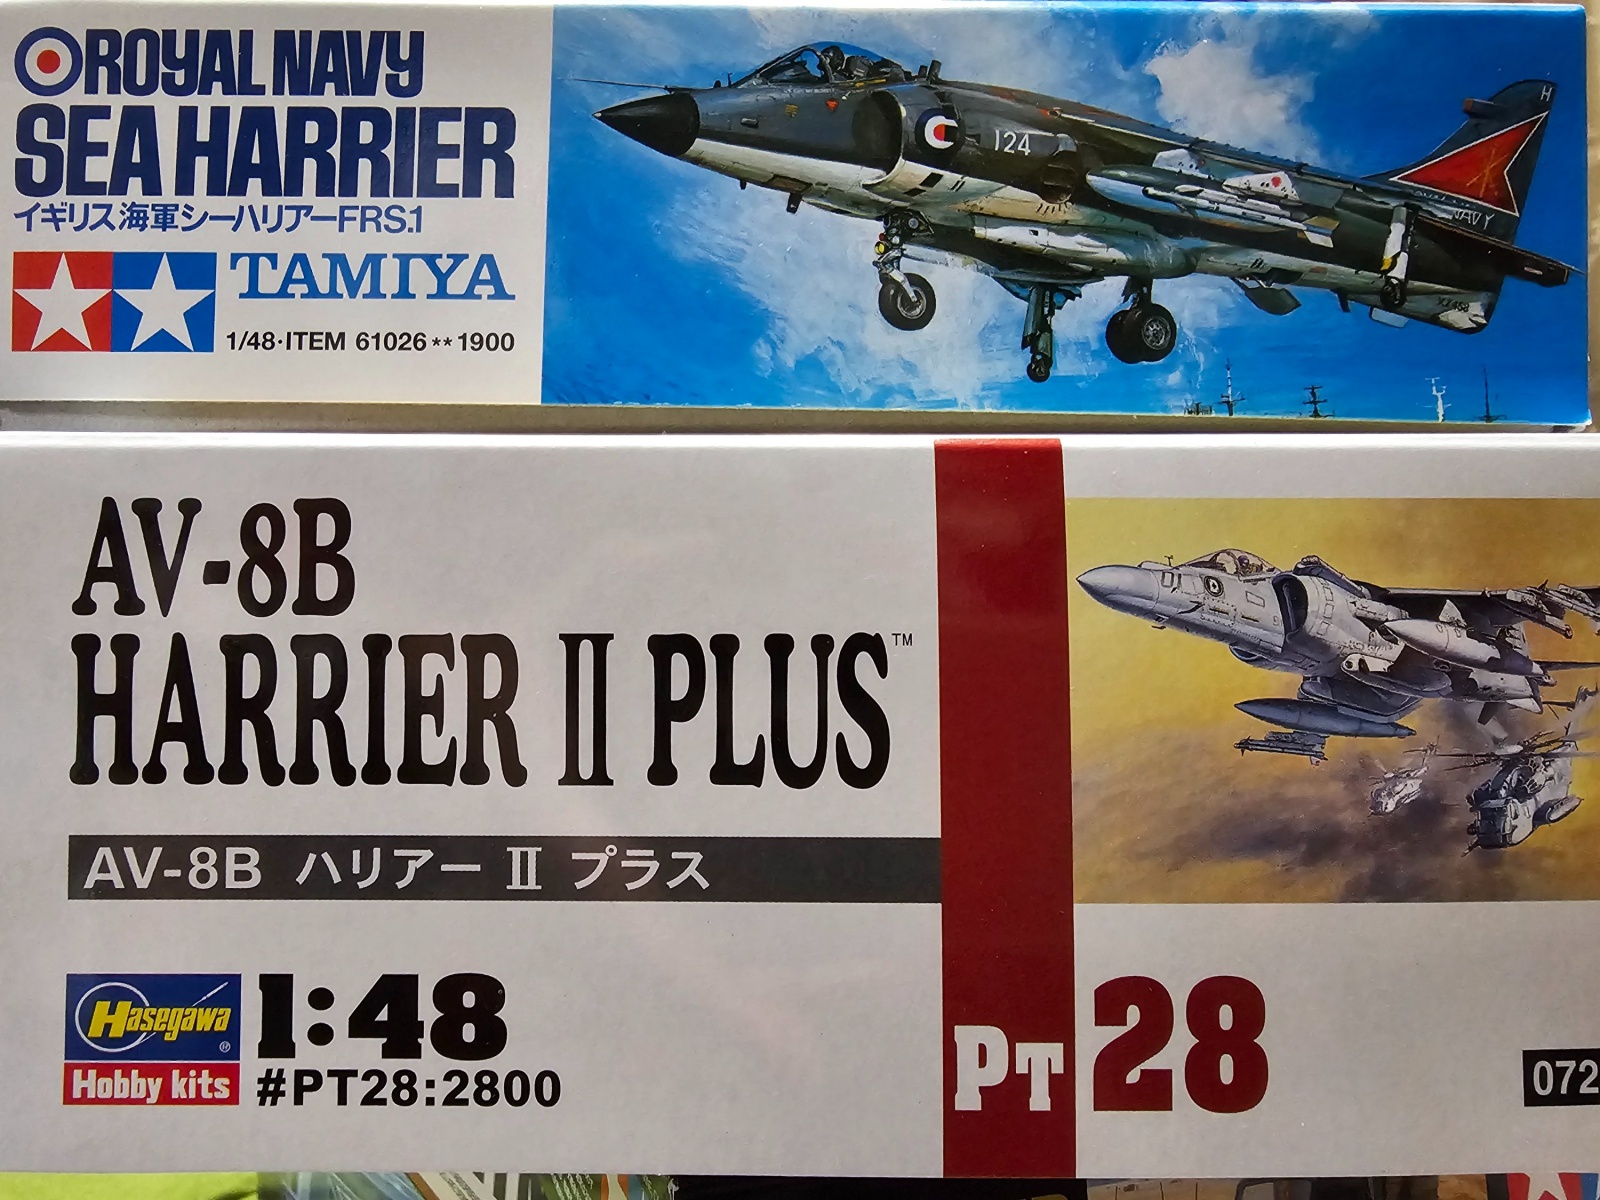 ROYAL NAVY
SEA HARRIER
イギリス海軍シーハリアーFRS.1
TAMIYA
1/48·ITEM 61026**1900
124
H
NAVY
AV-8B
HARRIER II PLUS™
AV-8B ハリアー II プラス
01
Hasegawa®
Hobby kits
1:48
#PT28:2800
PT 28
072